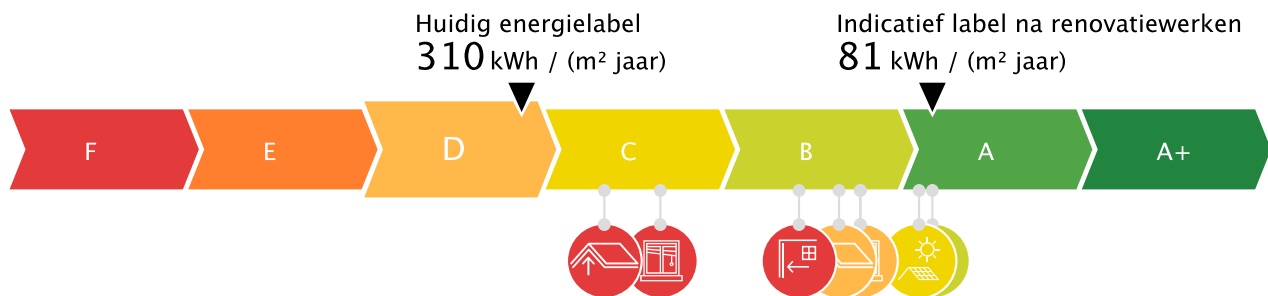 Huidig energielabel
310 kWh / (m² jaar)
Indicatief label na renovatiewerken
81 kWh / (m² jaar)
F
E
D
C
B
A
A+